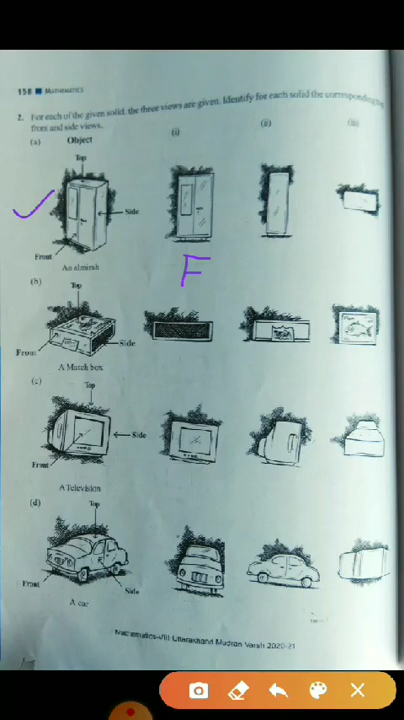 158 ■ MATHEMATICS
2. For each of the given solid, the three views are given. Identify for each solid the corresponding top,
front and side views.
(a) Object (i) (ii) (iii)
Top
Side
Front
An almirah
F
(b)
Top
Front Side
A Match box
(c)
Top
Side
Front
A Television
(d)
Top
Front
Side
A car
Mathematics-VIII Uttarakhand Mudran Varsh 2020-21